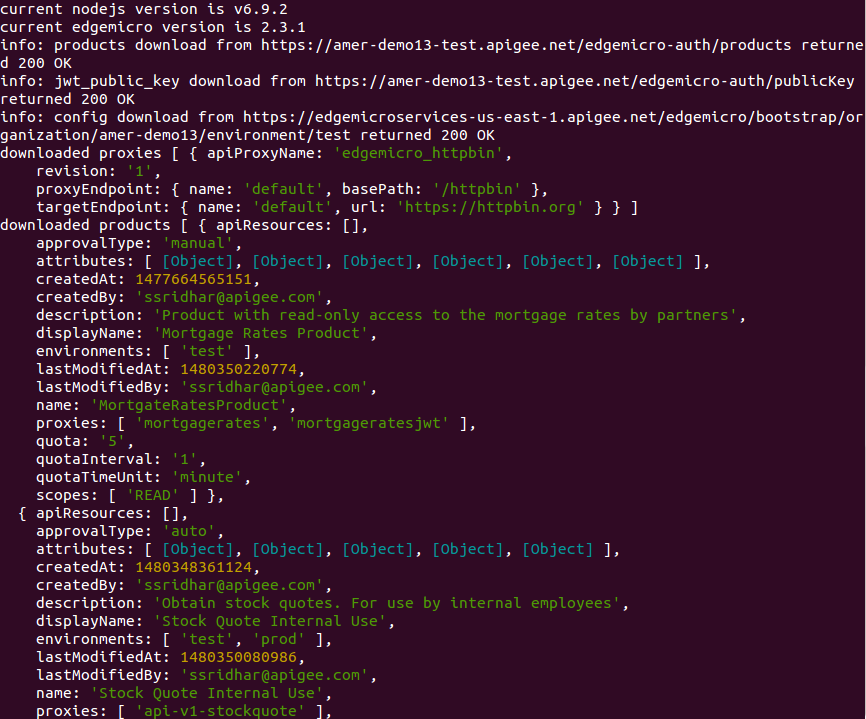 current nodejs version is v6.9.2
current edgemicro version is 2.3.1
info: products download from https://amer-demo13-test.apigee.net/edgemicro-auth/products returne
d 200 OK
info: jwt_public_key download from https://amer-demo13-test.apigee.net/edgemicro-auth/publicKey
returned 200 OK
info: config download from https://edgemicroservices-us-east-1.apigee.net/edgemicro/bootstrap/or
ganization/amer-demo13/environment/test returned 200 OK
downloaded proxies [ { apiProxyName: 'edgemicro_httpbin',
    revision: '1',
    proxyEndpoint: { name: 'default', basePath: '/httpbin' },
    targetEndpoint: { name: 'default', url: 'https://httpbin.org' } } ]
downloaded products [ { apiResources: [],
    approvalType: 'manual',
    attributes: [ [Object], [Object], [Object], [Object], [Object], [Object] ],
    createdAt: 1477664565151,
    createdBy: 'ssridhar@apigee.com',
    description: 'Product with read-only access to the mortgage rates by partners',
    displayName: 'Mortgage Rates Product',
    environments: [ 'test' ],
    lastModifiedAt: 1480350220774,
    lastModifiedBy: 'ssridhar@apigee.com',
    name: 'MortgateRatesProduct',
    proxies: [ 'mortgagerates', 'mortgageratesjwt' ],
    quota: '5',
    quotaInterval: '1',
    quotaTimeUnit: 'minute',
    scopes: [ 'READ' ] },
  { apiResources: [],
    approvalType: 'auto',
    attributes: [ [Object], [Object], [Object], [Object], [Object] ],
    createdAt: 1480348361124,
    createdBy: 'ssridhar@apigee.com',
    description: 'Obtain stock quotes. For use by internal employees',
    displayName: 'Stock Quote Internal Use',
    environments: [ 'test', 'prod' ],
    lastModifiedAt: 1480350080986,
    lastModifiedBy: 'ssridhar@apigee.com',
    name: 'Stock Quote Internal Use',
    proxies: [ 'api-v1-stockquote' ],